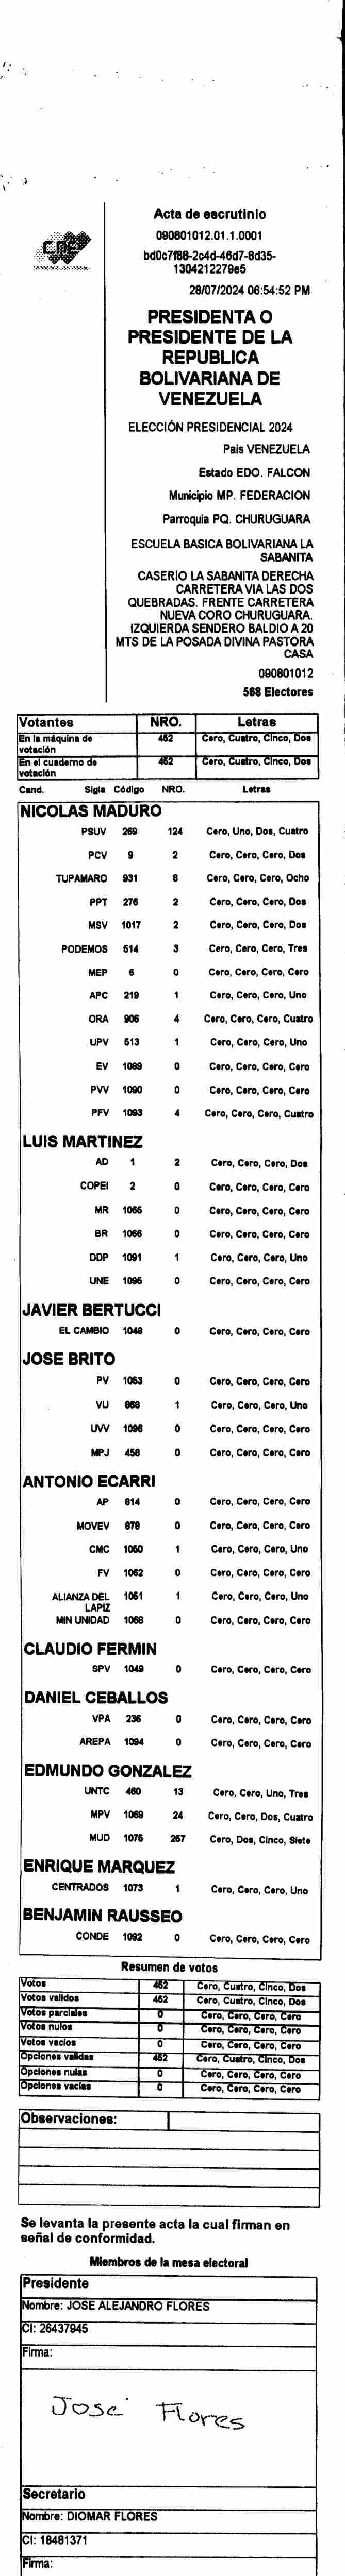 CNE
Acta de escrutinio
090801012.01.1.0001
bd0c7f88-2c4d-46d7-8d35-
1304212279e5
28/07/2024 06:54:52 PM
PRESIDENTA O
PRESIDENTE DE LA
REPUBLICA
BOLIVARIANA DE
VENEZUELA
ELECCIÓN PRESIDENCIAL 2024
Pais VENEZUELA
Estado EDO. FALCON
Municipio MP. FEDERACION
Parroquia PQ. CHURUGUARA
ESCUELA BASICA BOLIVARIANA LA
SABANITA
CASERIO LA SABANITA DERECHA
CARRETERA VIA LAS DOS
QUEBRADAS. FRENTE CARRETERA
NUEVA CORO CHURUGUARA.
IZQUIERDA SENDERO BALDIO A 20
MTS DE LA POSADA DIVINA PASTORA
CASA
090801012
568 Electores
Votantes NRO. Letras
En la máquina de votación 452 Cero, Cuatro, Cinco, Dos
En el cuaderno de votación 452 Cero, Cuatro, Cinco, Dos
Cand. Sigla Código NRO. Letras
NICOLAS MADURO
PSUV 269 124 Cero, Uno, Dos, Cuatro
PCV 9 2 Cero, Cero, Cero, Dos
TUPAMARO 931 8 Cero, Cero, Cero, Ocho
PPT 276 2 Cero, Cero, Cero, Dos
MSV 1017 2 Cero, Cero, Cero, Dos
PODEMOS 514 3 Cero, Cero, Cero, Tres
MEP 6 0 Cero, Cero, Cero, Cero
APC 219 1 Cero, Cero, Cero, Uno
ORA 906 4 Cero, Cero, Cero, Cuatro
UPV 513 1 Cero, Cero, Cero, Uno
EV 1089 0 Cero, Cero, Cero, Cero
PVV 1090 0 Cero, Cero, Cero, Cero
PFV 1093 4 Cero, Cero, Cero, Cuatro
LUIS MARTINEZ
AD 1 2 Cero, Cero, Cero, Dos
COPEI 2 0 Cero, Cero, Cero, Cero
MR 1055 0 Cero, Cero, Cero, Cero
BR 1066 0 Cero, Cero, Cero, Cero
DDP 1091 1 Cero, Cero, Cero, Uno
UNE 1096 0 Cero, Cero, Cero, Cero
JAVIER BERTUCCI
EL CAMBIO 1048 0 Cero, Cero, Cero, Cero
JOSE BRITO
PV 1053 0 Cero, Cero, Cero, Cero
VU 868 1 Cero, Cero, Cero, Uno
UVV 1095 0 Cero, Cero, Cero, Cero
MPJ 458 0 Cero, Cero, Cero, Cero
ANTONIO ECARRI
AP 814 0 Cero, Cero, Cero, Cero
MOVEV 878 0 Cero, Cero, Cero, Cero
CMC 1050 1 Cero, Cero, Cero, Uno
FV 1062 0 Cero, Cero, Cero, Cero
ALIANZA DEL LAPIZ 1051 1 Cero, Cero, Cero, Uno
MIN UNIDAD 1068 0 Cero, Cero, Cero, Cero
CLAUDIO FERMIN
SPV 1049 0 Cero, Cero, Cero, Cero
DANIEL CEBALLOS
VPA 236 0 Cero, Cero, Cero, Cero
AREPA 1094 0 Cero, Cero, Cero, Cero
EDMUNDO GONZALEZ
UNTC 460 13 Cero, Cero, Uno, Tres
MPV 1069 24 Cero, Cero, Dos, Cuatro
MUD 1075 257 Cero, Dos, Cinco, Siete
ENRIQUE MARQUEZ
CENTRADOS 1073 1 Cero, Cero, Cero, Uno
BENJAMIN RAUSSEO
CONDE 1092 0 Cero, Cero, Cero, Cero
Resumen de votos
Votos 452 Cero, Cuatro, Cinco, Dos
Votos validos 452 Cero, Cuatro, Cinco, Dos
Votos parciales 0 Cero, Cero, Cero, Cero
Votos nulos 0 Cero, Cero, Cero, Cero
Votos vacios 0 Cero, Cero, Cero, Cero
Opciones validas 452 Cero, Cuatro, Cinco, Dos
Opciones nulas 0 Cero, Cero, Cero, Cero
Opciones vacias 0 Cero, Cero, Cero, Cero
Observaciones:
Se levanta la presente acta la cual firman en
señal de conformidad.
Miembros de la mesa electoral
Presidente
Nombre: JOSE ALEJANDRO FLORES
CI: 26437945
Firma:
José Flores
Secretario
Nombre: DIOMAR FLORES
CI: 18481371
Firma: